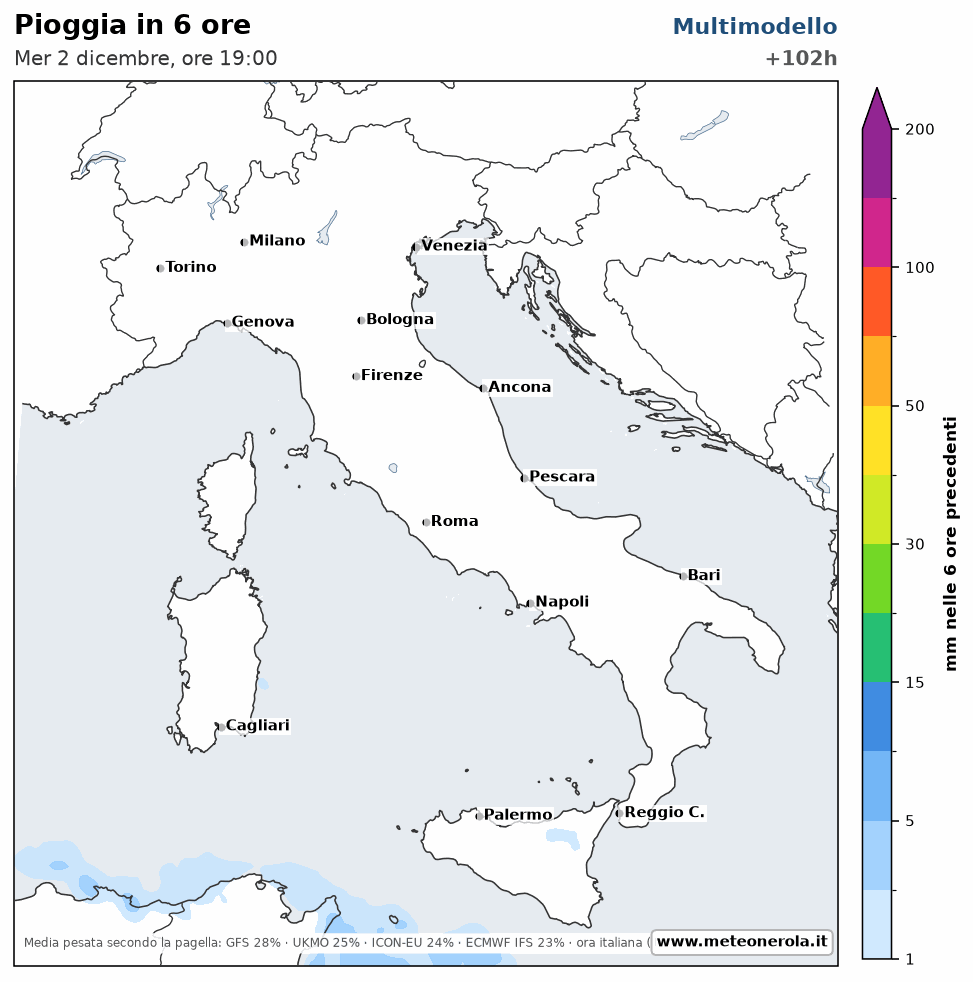 Pioggia in 6 ore
Multimodello
Mer 2 dicembre, ore 19:00
+102h
200
100
50
30
15
5
1
mm nelle 6 ore precedenti
Milano
Venezia
Torino
Genova
Bologna
Firenze
Ancona
Pescara
Roma
Bari
Napoli
Cagliari
Palermo
Reggio C.
Media pesata secondo la pagella: GFS 28% · UKMO 25% · ICON-EU 24% · ECMWF IFS 23% · ora italiana (
www.meteonerola.it